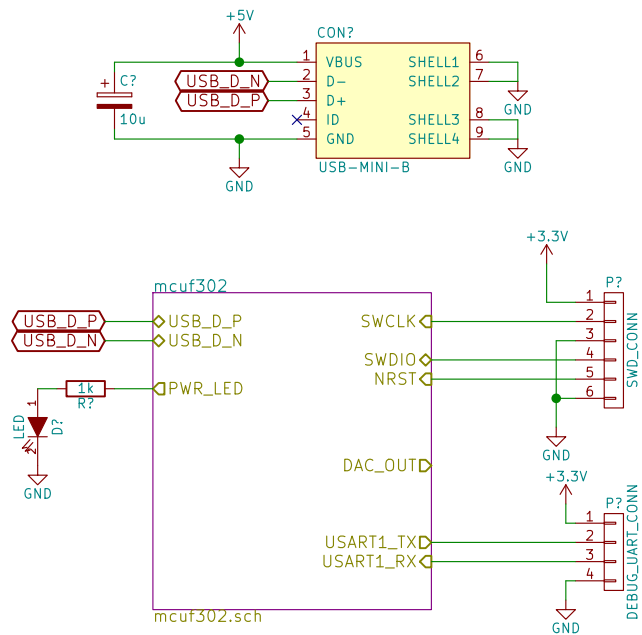 +5V
CON?
1 VBUS SHELL1 6
USB_D_N 2 D- SHELL2 7
USB_D_P 3 D+
4 ID SHELL3 8
5 GND SHELL4 9
+ C?
10u
GND
GND
GND
USB-MINI-B
+3.3V
mcuf302
P?
1
USB_D_P USB_D_P SWCLK 2
USB_D_N USB_D_N 3
SWDIO 4
1k PWR_LED NRST 5
R? 6
SWD_CONN
1
LED D?
2
GND
GND
DAC_OUT
+3.3V
P?
1
USART1_TX 2
USART1_RX 3
4
DEBUG_UART_CONN
GND
mcuf302.sch